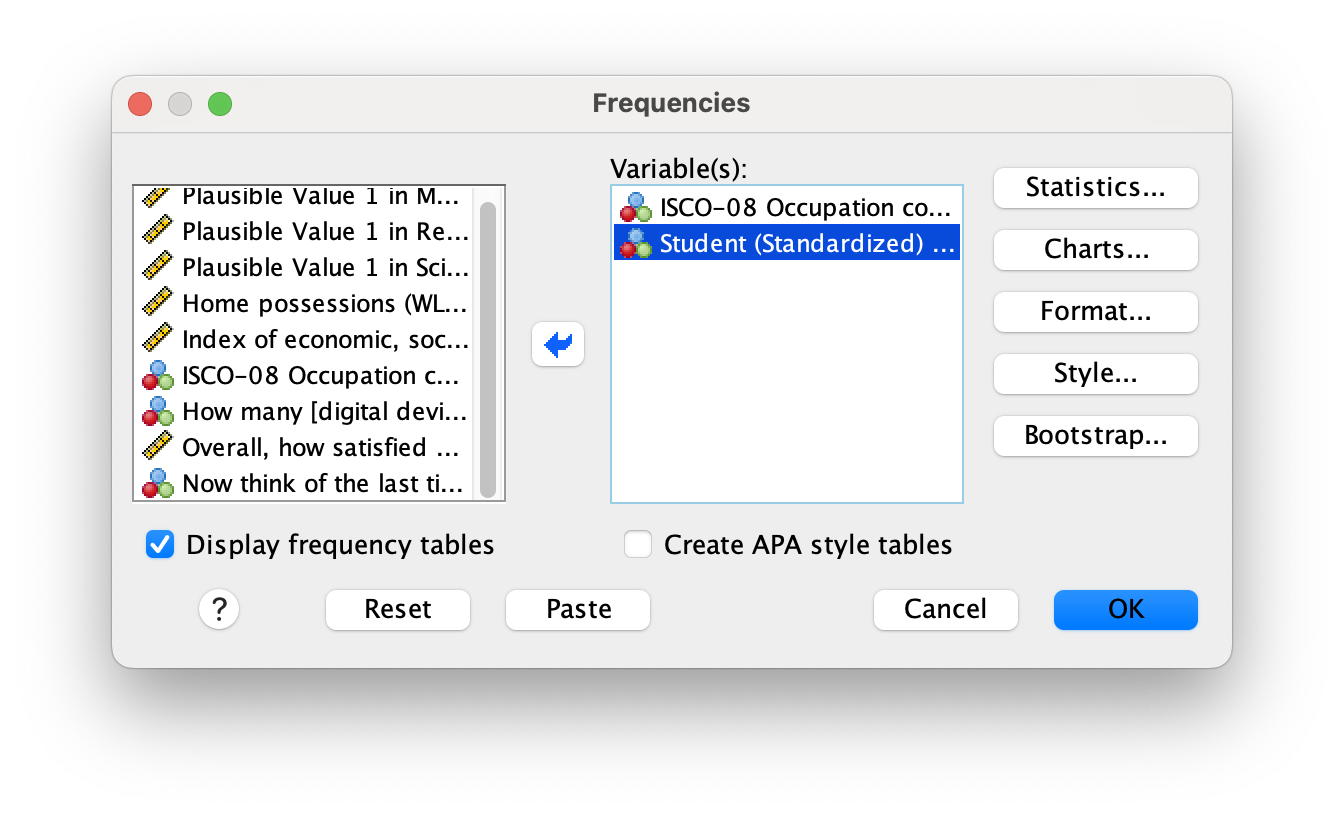 Frequencies
Variable(s):
Plausible Value 1 in M...
Plausible Value 1 in Re...
Plausible Value 1 in Sci...
Home possessions (WL...
Index of economic, soc...
ISCO-08 Occupation c...
How many [digital devi...
Overall, how satisfied ...
Now think of the last ti...
ISCO-08 Occupation co...
Student (Standardized) ...
Statistics...
Charts...
Format...
Style...
Bootstrap...
Display frequency tables
Create APA style tables
?
Reset
Paste
Cancel
OK